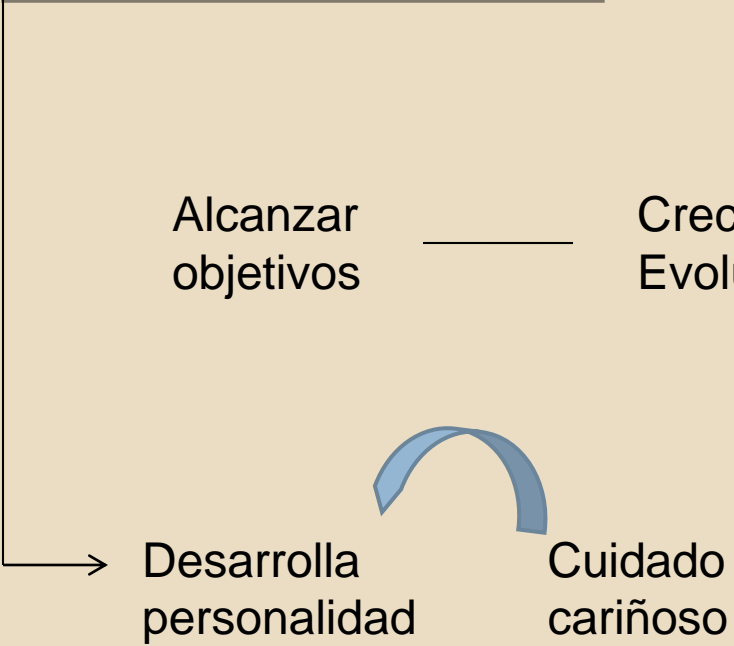 Alcanzar
objetivos
Desarrolla
personalidad
Cuidado
cariñoso